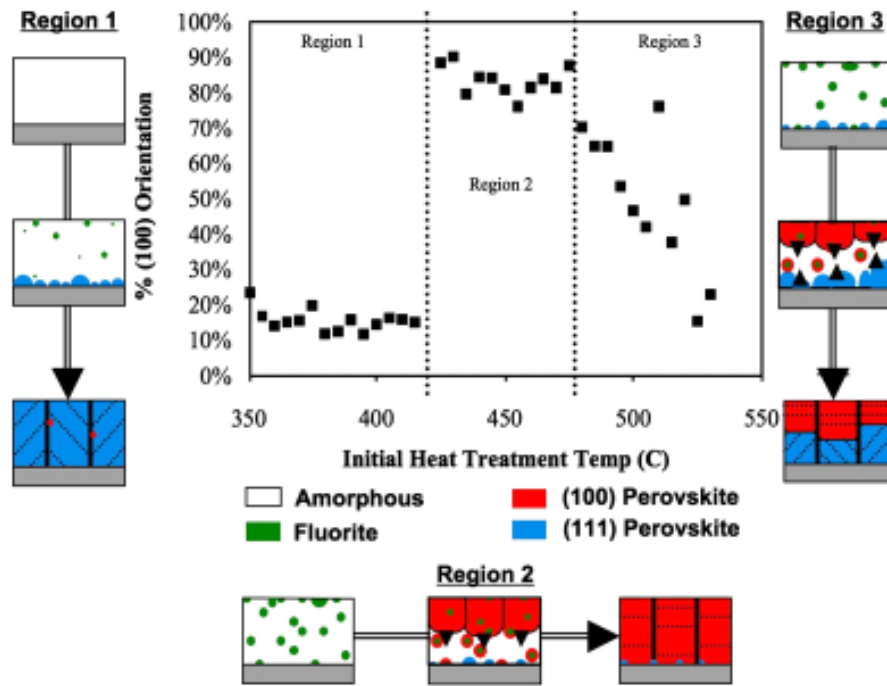 Region 1
Region 3
100%
90%
80%
70%
60%
50%
40%
30%
20%
10%
0%
% (100) Orientation
Region 1
Region 2
Region 3
350
400
450
500
550
Initial Heat Treatment Temp (C)
Amorphous
(100) Perovskite
Fluorite
(111) Perovskite
Region 2